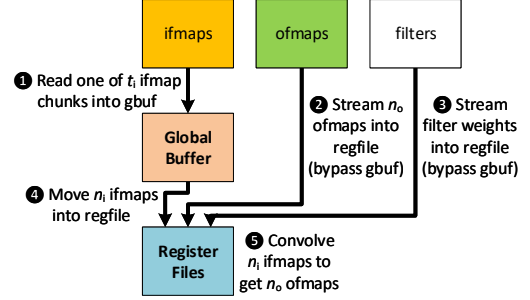 ifmaps
ofmaps
filters
❶ Read one of tᵢ ifmap
chunks into gbuf
❷ Stream nₒ
ofmaps into
regfile
(bypass gbuf)
❸ Stream
filter weights
into regfile
(bypass gbuf)
Global
Buffer
❹ Move nᵢ ifmaps
into regfile
Register
Files
❺ Convolve
nᵢ ifmaps to
get nₒ ofmaps